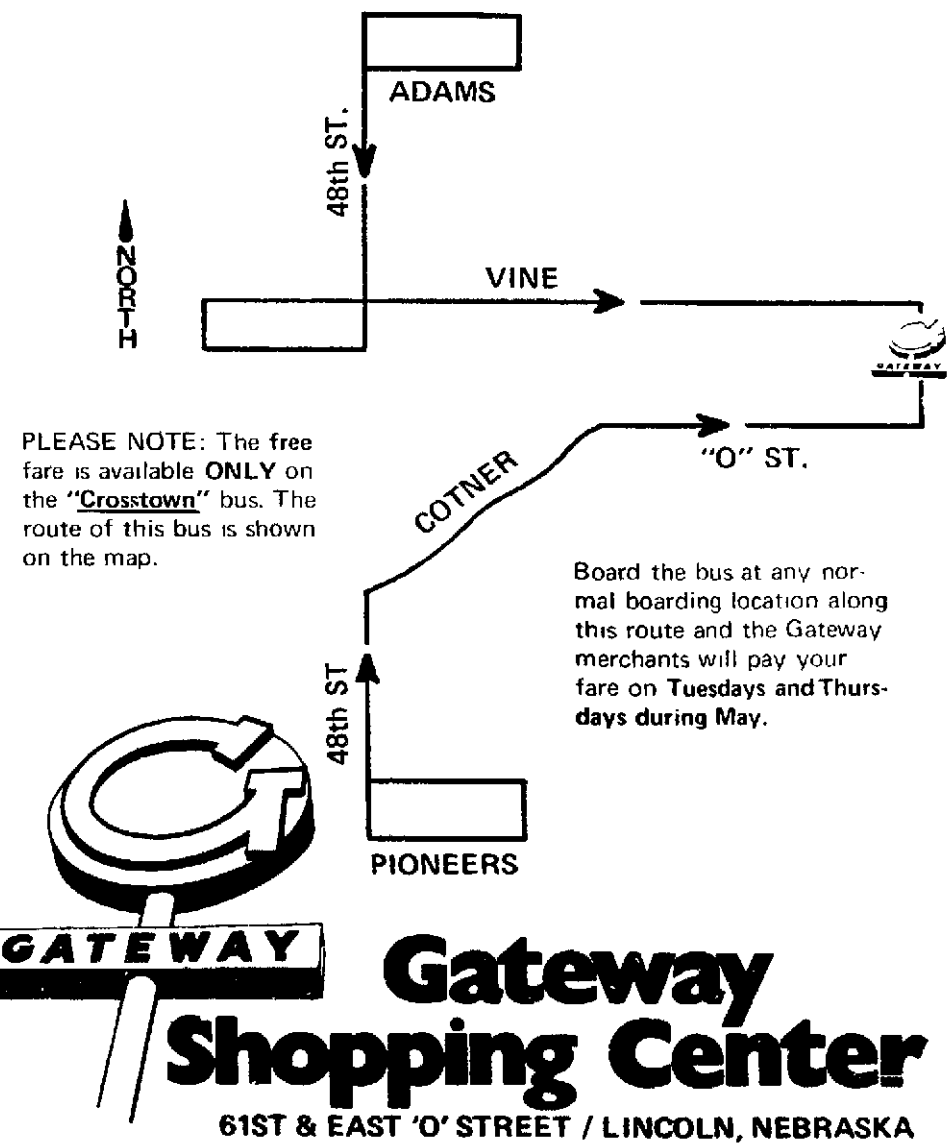 ADAMS
48th ST.
NORTH
VINE
GATEWAY
"O" ST.
COTNER
PLEASE NOTE: The free
fare is available ONLY on
the "Crosstown" bus. The
route of this bus is shown
on the map.
Board the bus at any nor-
mal boarding location along
this route and the Gateway
merchants will pay your
fare on Tuesdays and Thurs-
days during May.
48th ST
PIONEERS
GATEWAY
Gateway
Shopping Center
61ST & EAST 'O' STREET / LINCOLN, NEBRASKA